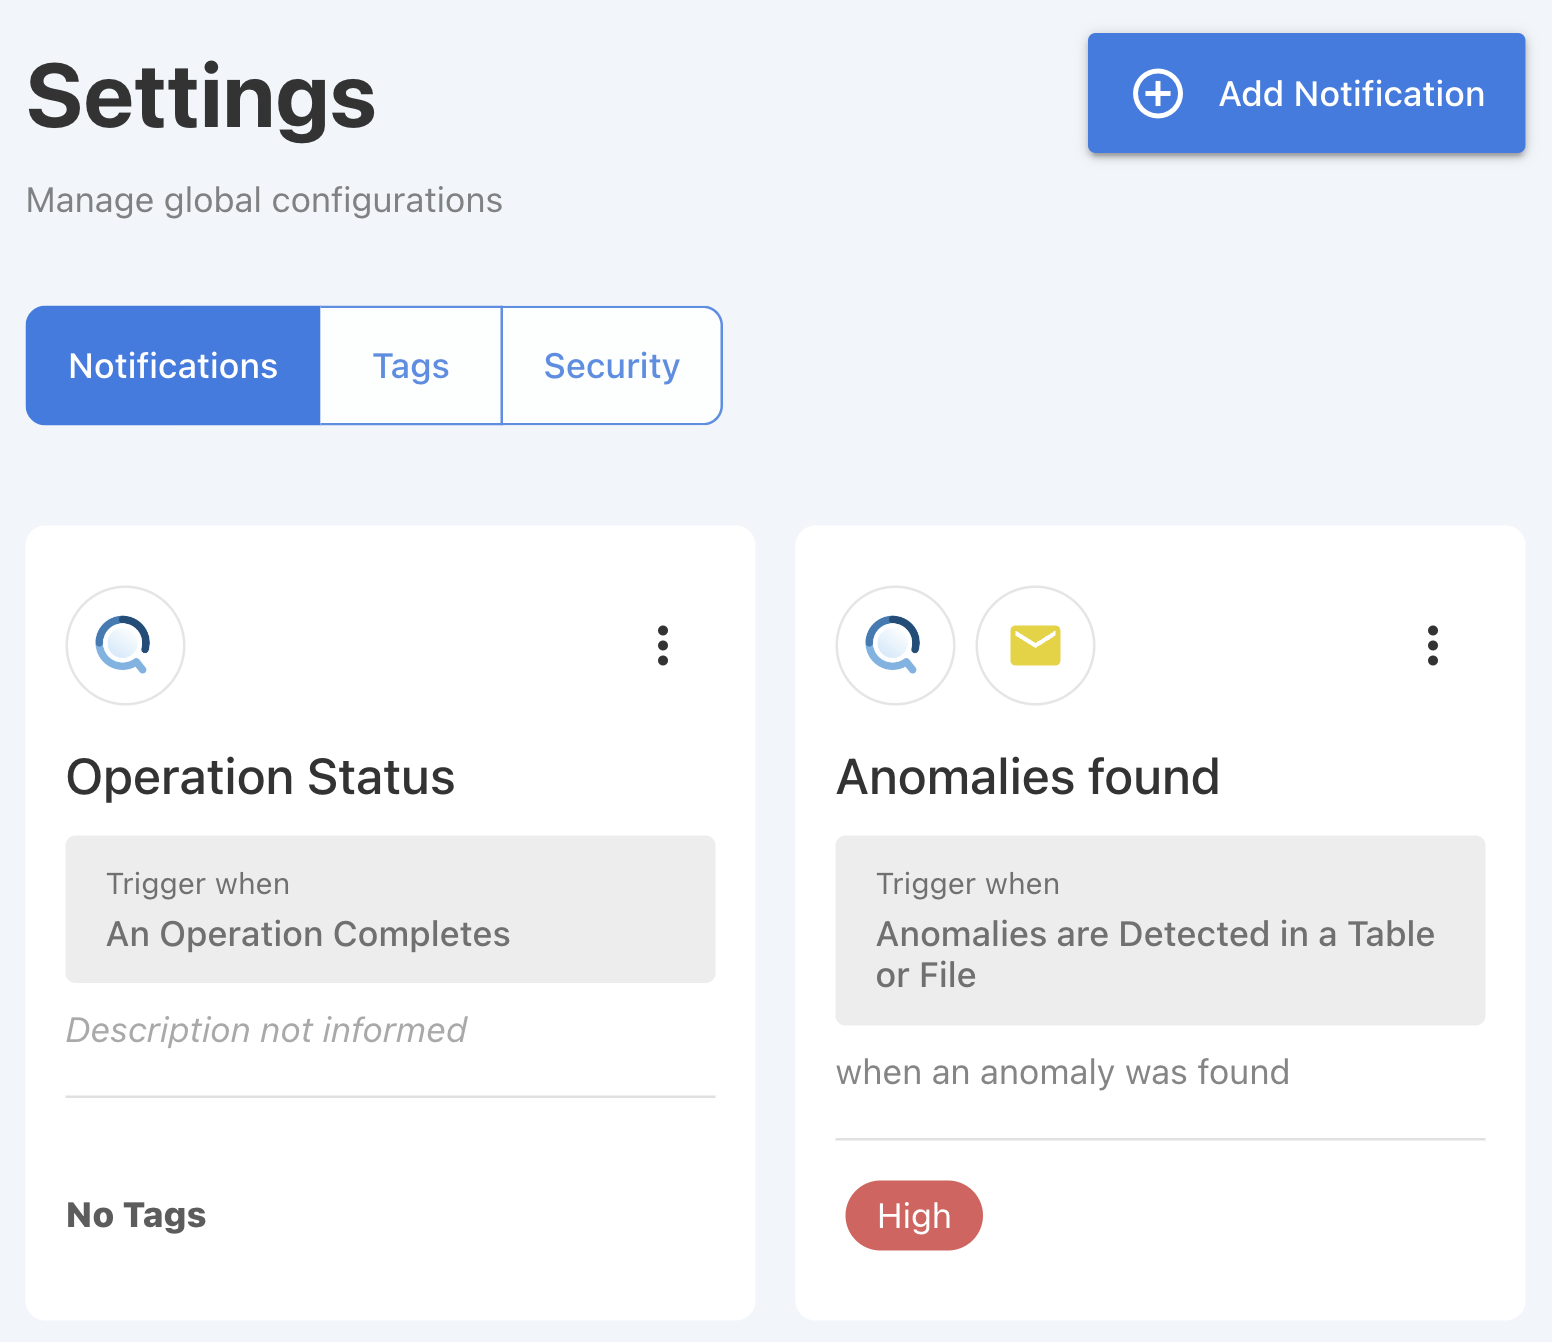 Settings
Add Notification
Manage global configurations
Notifications
Tags
Security
Operation Status
Trigger when
An Operation Completes
Description not informed
No Tags
Anomalies found
Trigger when
Anomalies are Detected in a Table
or File
when an anomaly was found
High